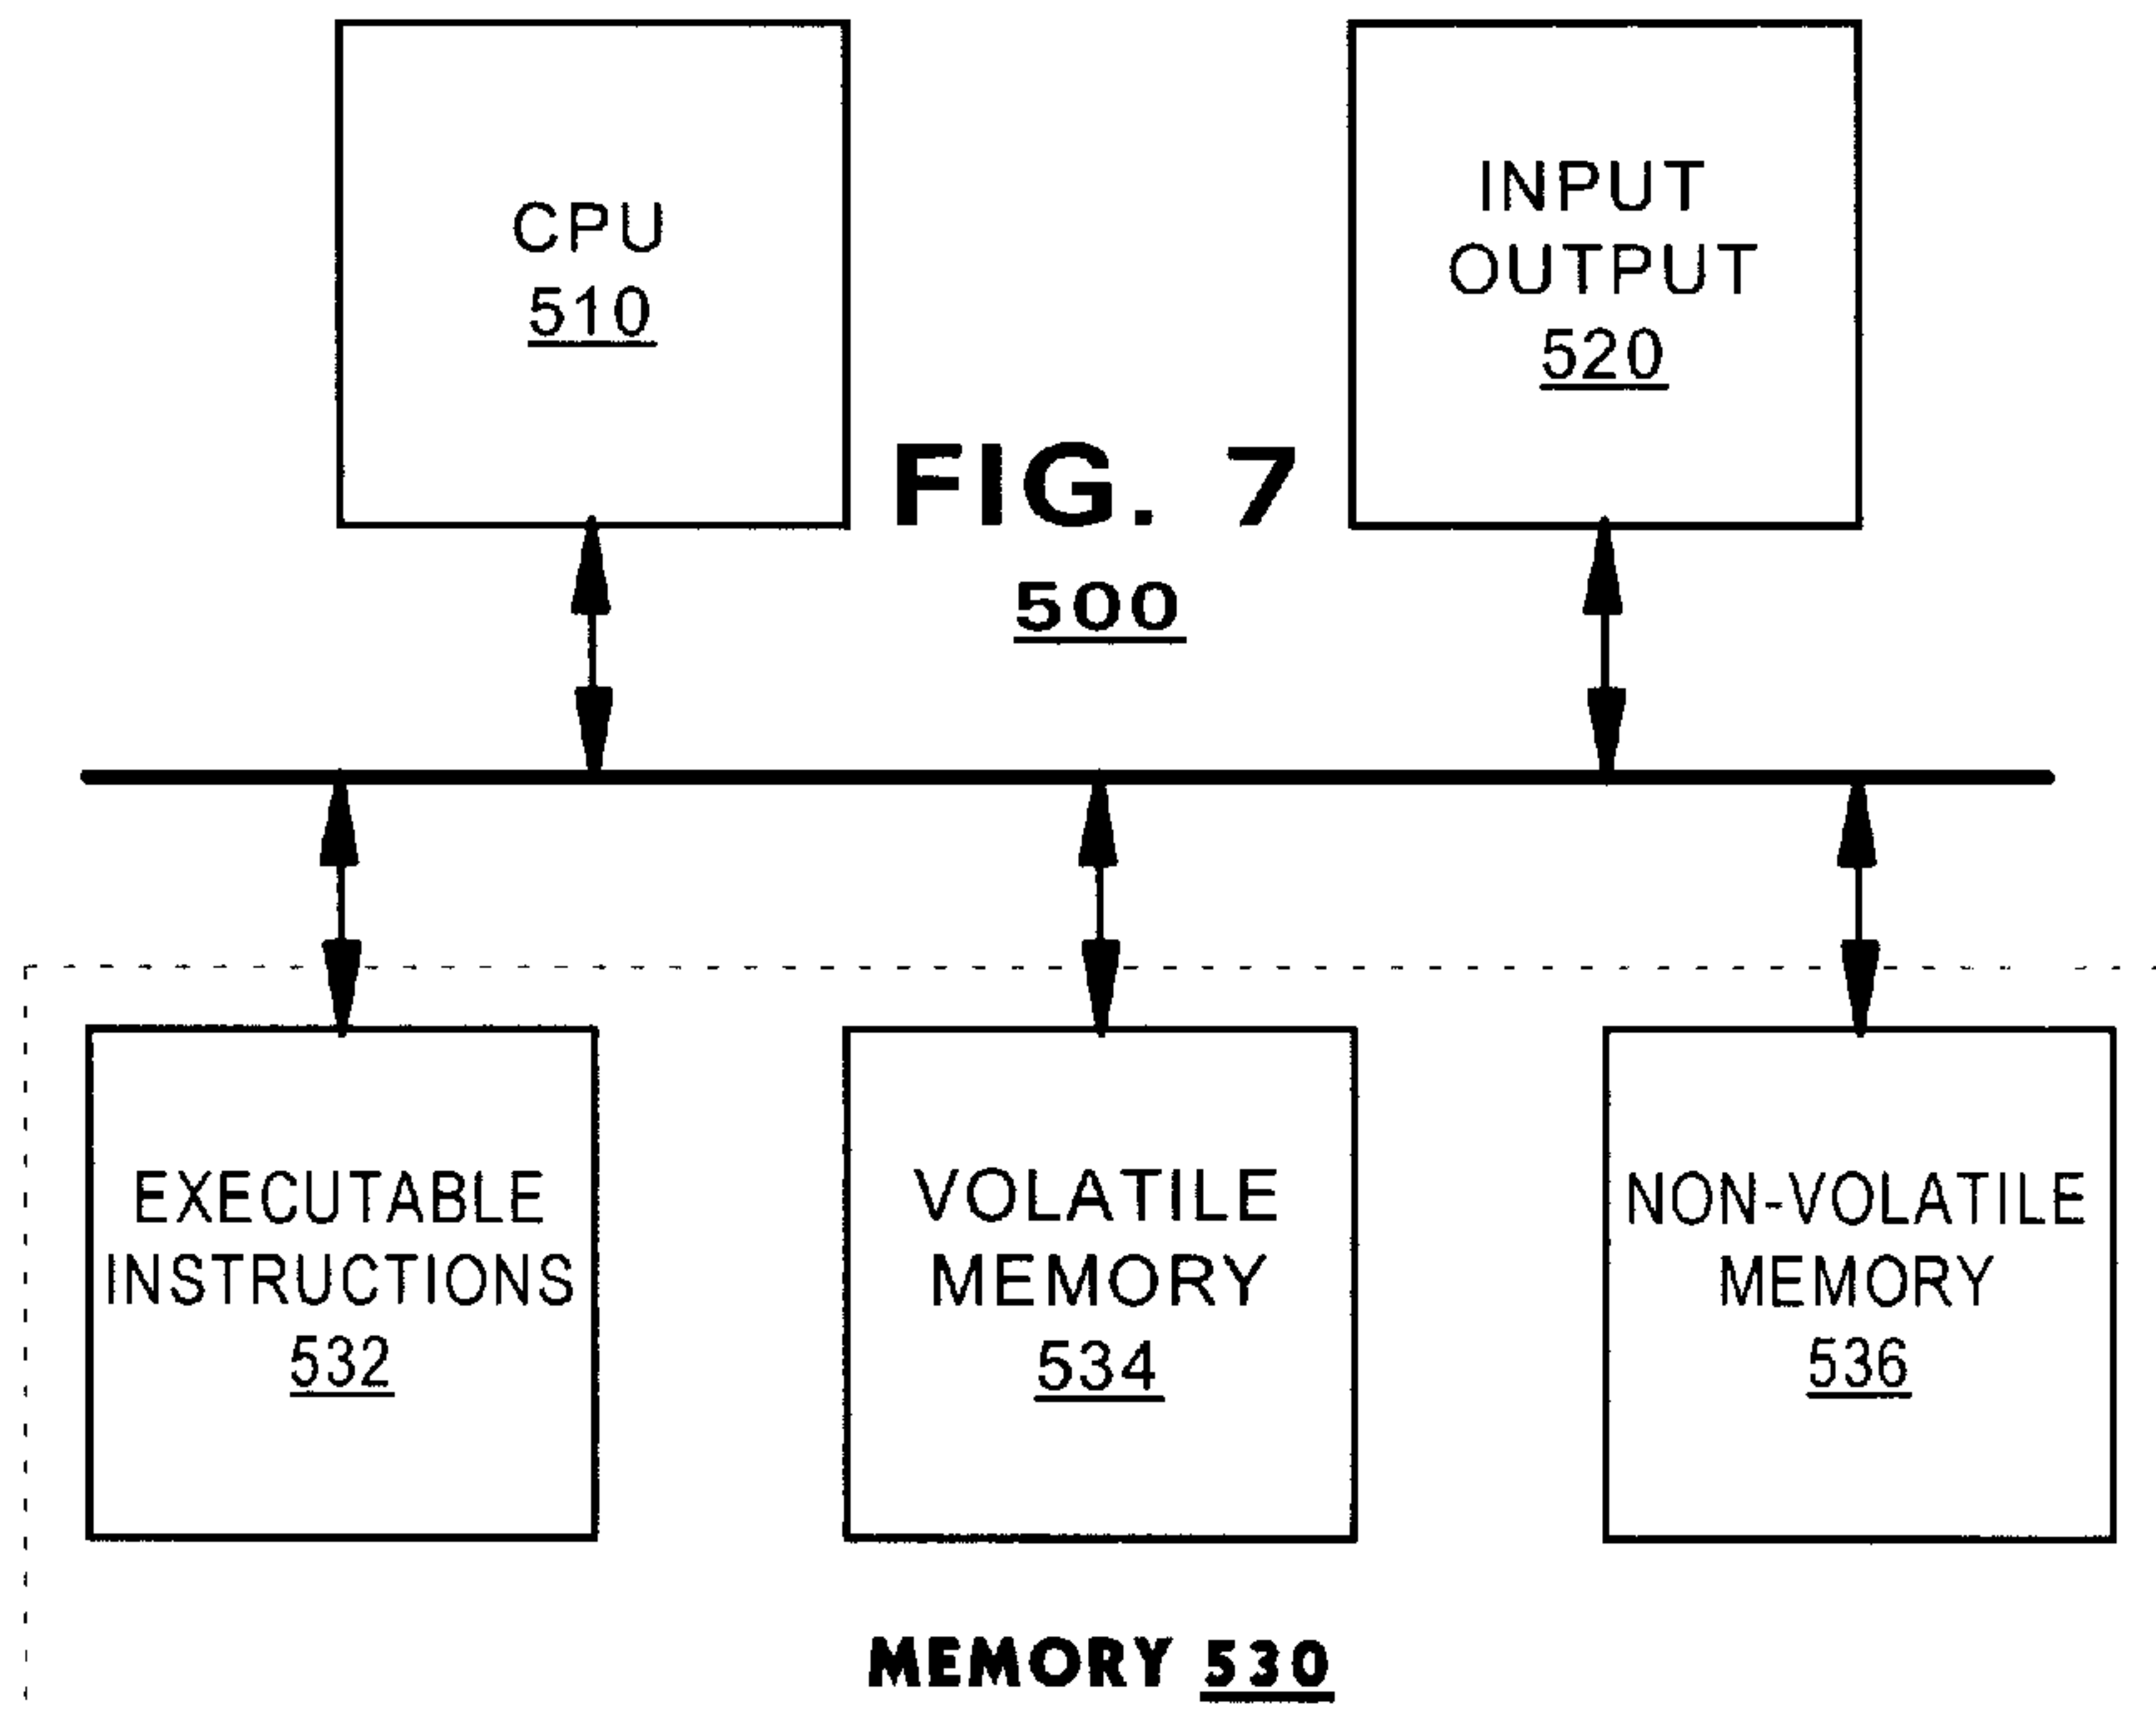 CPU
510
INPUT
OUTPUT
520
FIG. 7
500
EXECUTABLE
INSTRUCTIONS
532
VOLATILE
MEMORY
534
NON-VOLATILE
MEMORY
536
MEMORY 530